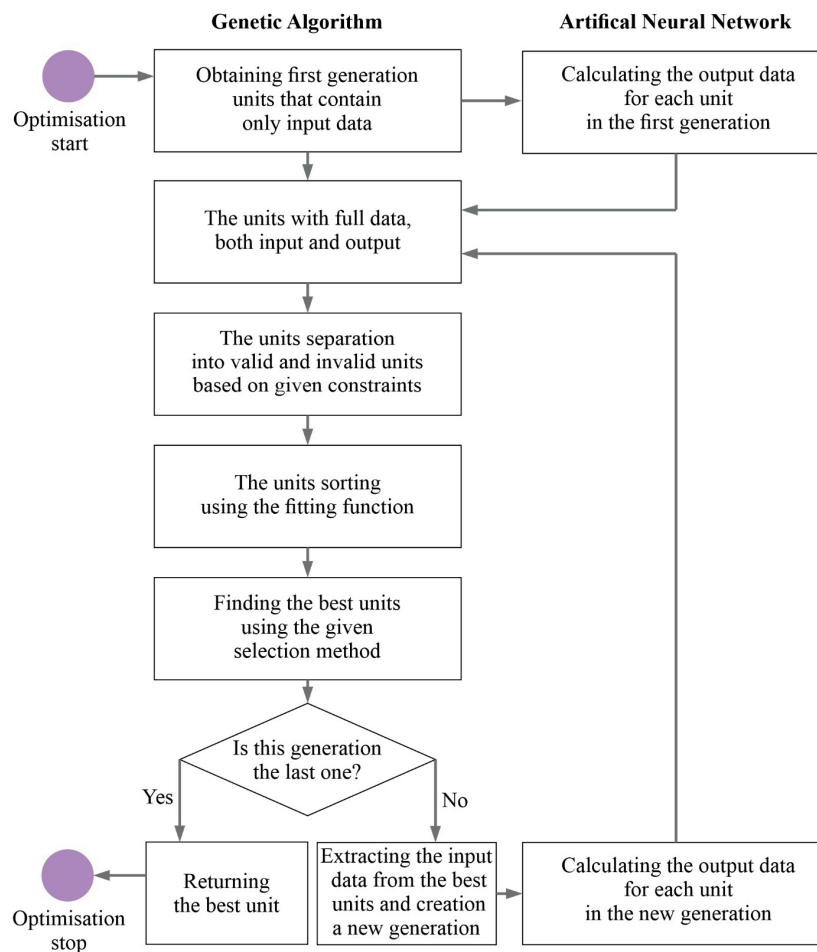 Genetic Algorithm
Artifical Neural Network
Optimisation
start
Obtaining first generation
units that contain
only input data
Calculating the output data
for each unit
in the first generation
The units with full data,
both input and output
The units separation
into valid and invalid units
based on given constraints
The units sorting
using the fitting function
Finding the best units
using the given
selection method
Is this generation
the last one?
Yes
No
Optimisation
stop
Returning
the best unit
Extracting the input
data from the best
units and creation
a new generation
Calculating the output data
for each unit
in the new generation